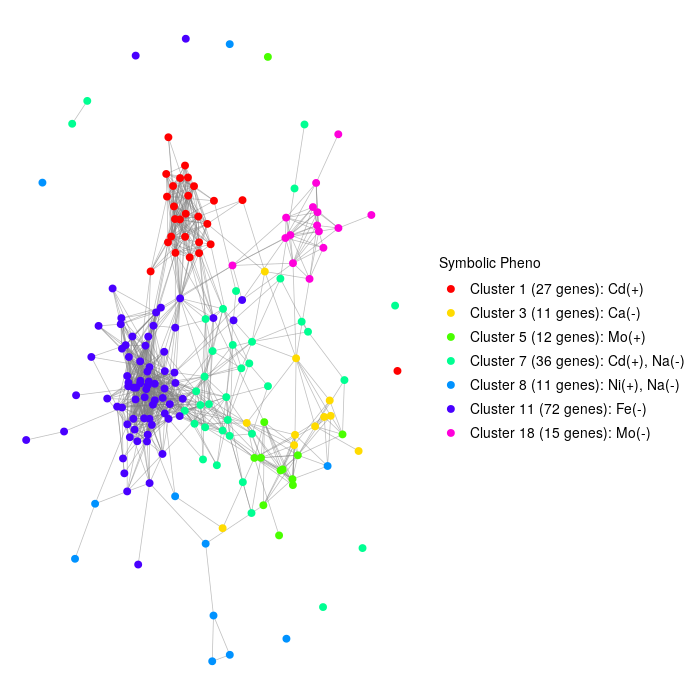 Symbolic Pheno
Cluster 1 (27 genes): Cd(+)
Cluster 3 (11 genes): Ca(-)
Cluster 5 (12 genes): Mo(+)
Cluster 7 (36 genes): Cd(+), Na(-)
Cluster 8 (11 genes): Ni(+), Na(-)
Cluster 11 (72 genes): Fe(-)
Cluster 18 (15 genes): Mo(-)